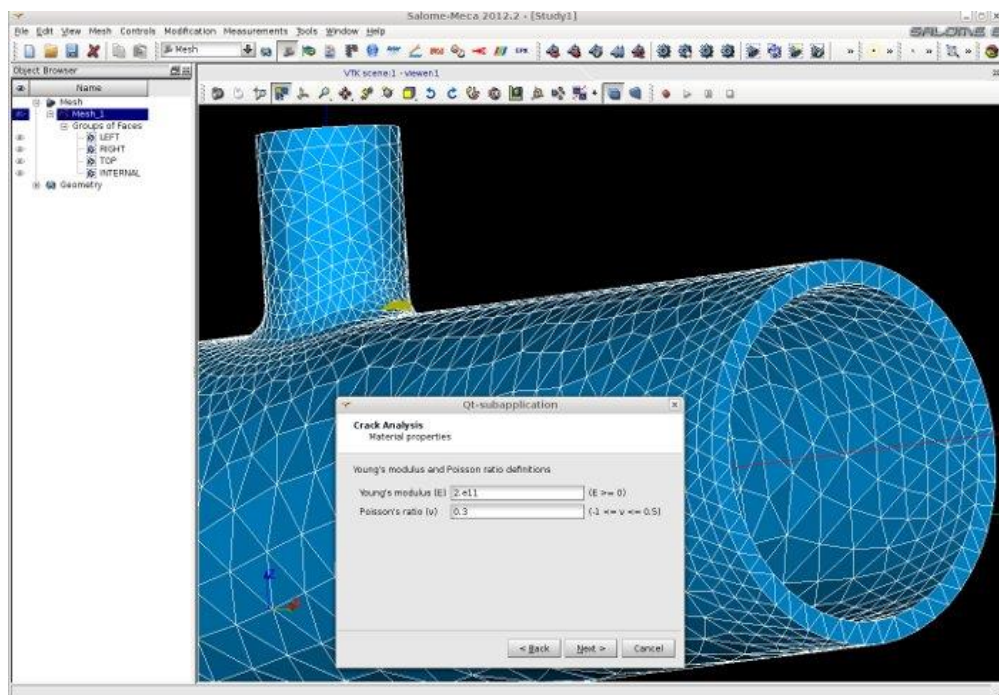 Salome-Meca 2012.2 - [Study1]
File Edit View Mesh Controls Modification Measurements Tools Window Help
SALOME 6
Mesh
Object Browser
VTK scene:1 - viewer:1
Name
Mesh
Mesh_1
Groups of Faces
LEFT
RIGHT
TOP
INTERNAL
Geometry
Qt-subapplication
Crack Analysis
Material properties
Young's modulus and Poisson ratio definitions
Young's modulus (E) 2.e11 (E >= 0)
Poisson's ratio (ν) 0.3 (-1 <= ν <= 0.5)
< Back Next > Cancel